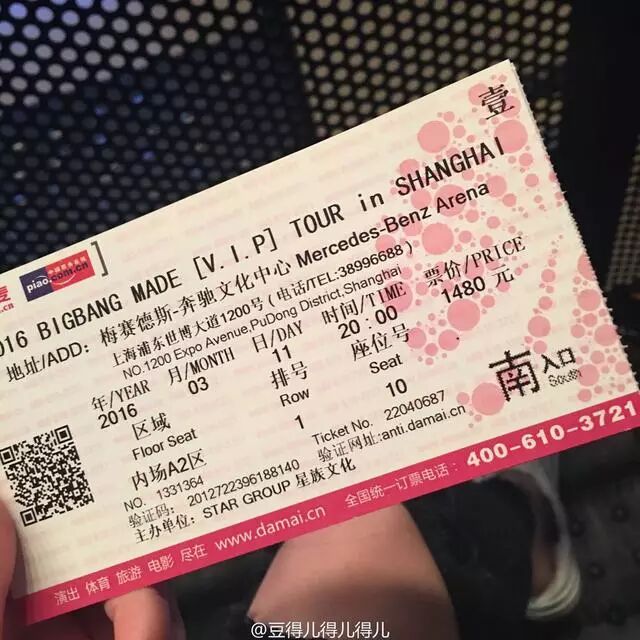 壹
中国票务在线
piao.com.cn
]
2016 BIGBANG MADE [V.I.P] TOUR in SHANGHAI
地址/ADD: 梅赛德斯-奔驰文化中心 Mercedes-Benz Arena
上海浦东世博大道1200号(电话/TEL:38996688)
NO.1200 Expo Avenue,PuDong District,Shanghai
年/YEAR 月/MONTH 日/DAY 时间/TIME 票价/PRICE
2016 03 11 20:00 1480 元
区域 排号 座位号
Floor Seat Row Seat
内场A2区 1 10
南 入口
South
NO. 1331364 Ticket No. 22040687
验证码: 2012722396188140 验证网址:anti.damai.cn
主办单位: STAR GROUP 星族文化
演出 体育 旅游 电影 尽在 www.damai.cn 全国统一订票电话: 400-610-3721
@豆得儿得儿得儿